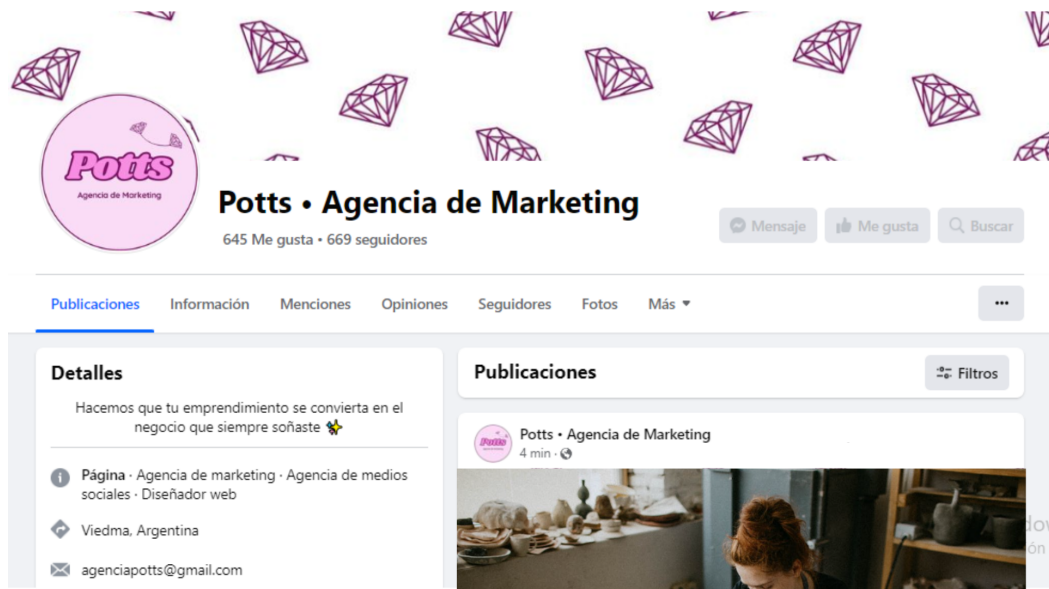 Potts
Agencia de Marketing
Potts • Agencia de Marketing
645 Me gusta • 669 seguidores
Mensaje
Me gusta
Buscar
Publicaciones
Información
Menciones
Opiniones
Seguidores
Fotos
Más
Detalles
Hacemos que tu emprendimiento se convierta en el
negocio que siempre soñaste ✨
Página · Agencia de marketing · Agencia de medios
sociales · Diseñador web
Viedma, Argentina
agenciapotts@gmail.com
Publicaciones
Filtros
Potts
Potts • Agencia de Marketing
4 min ·